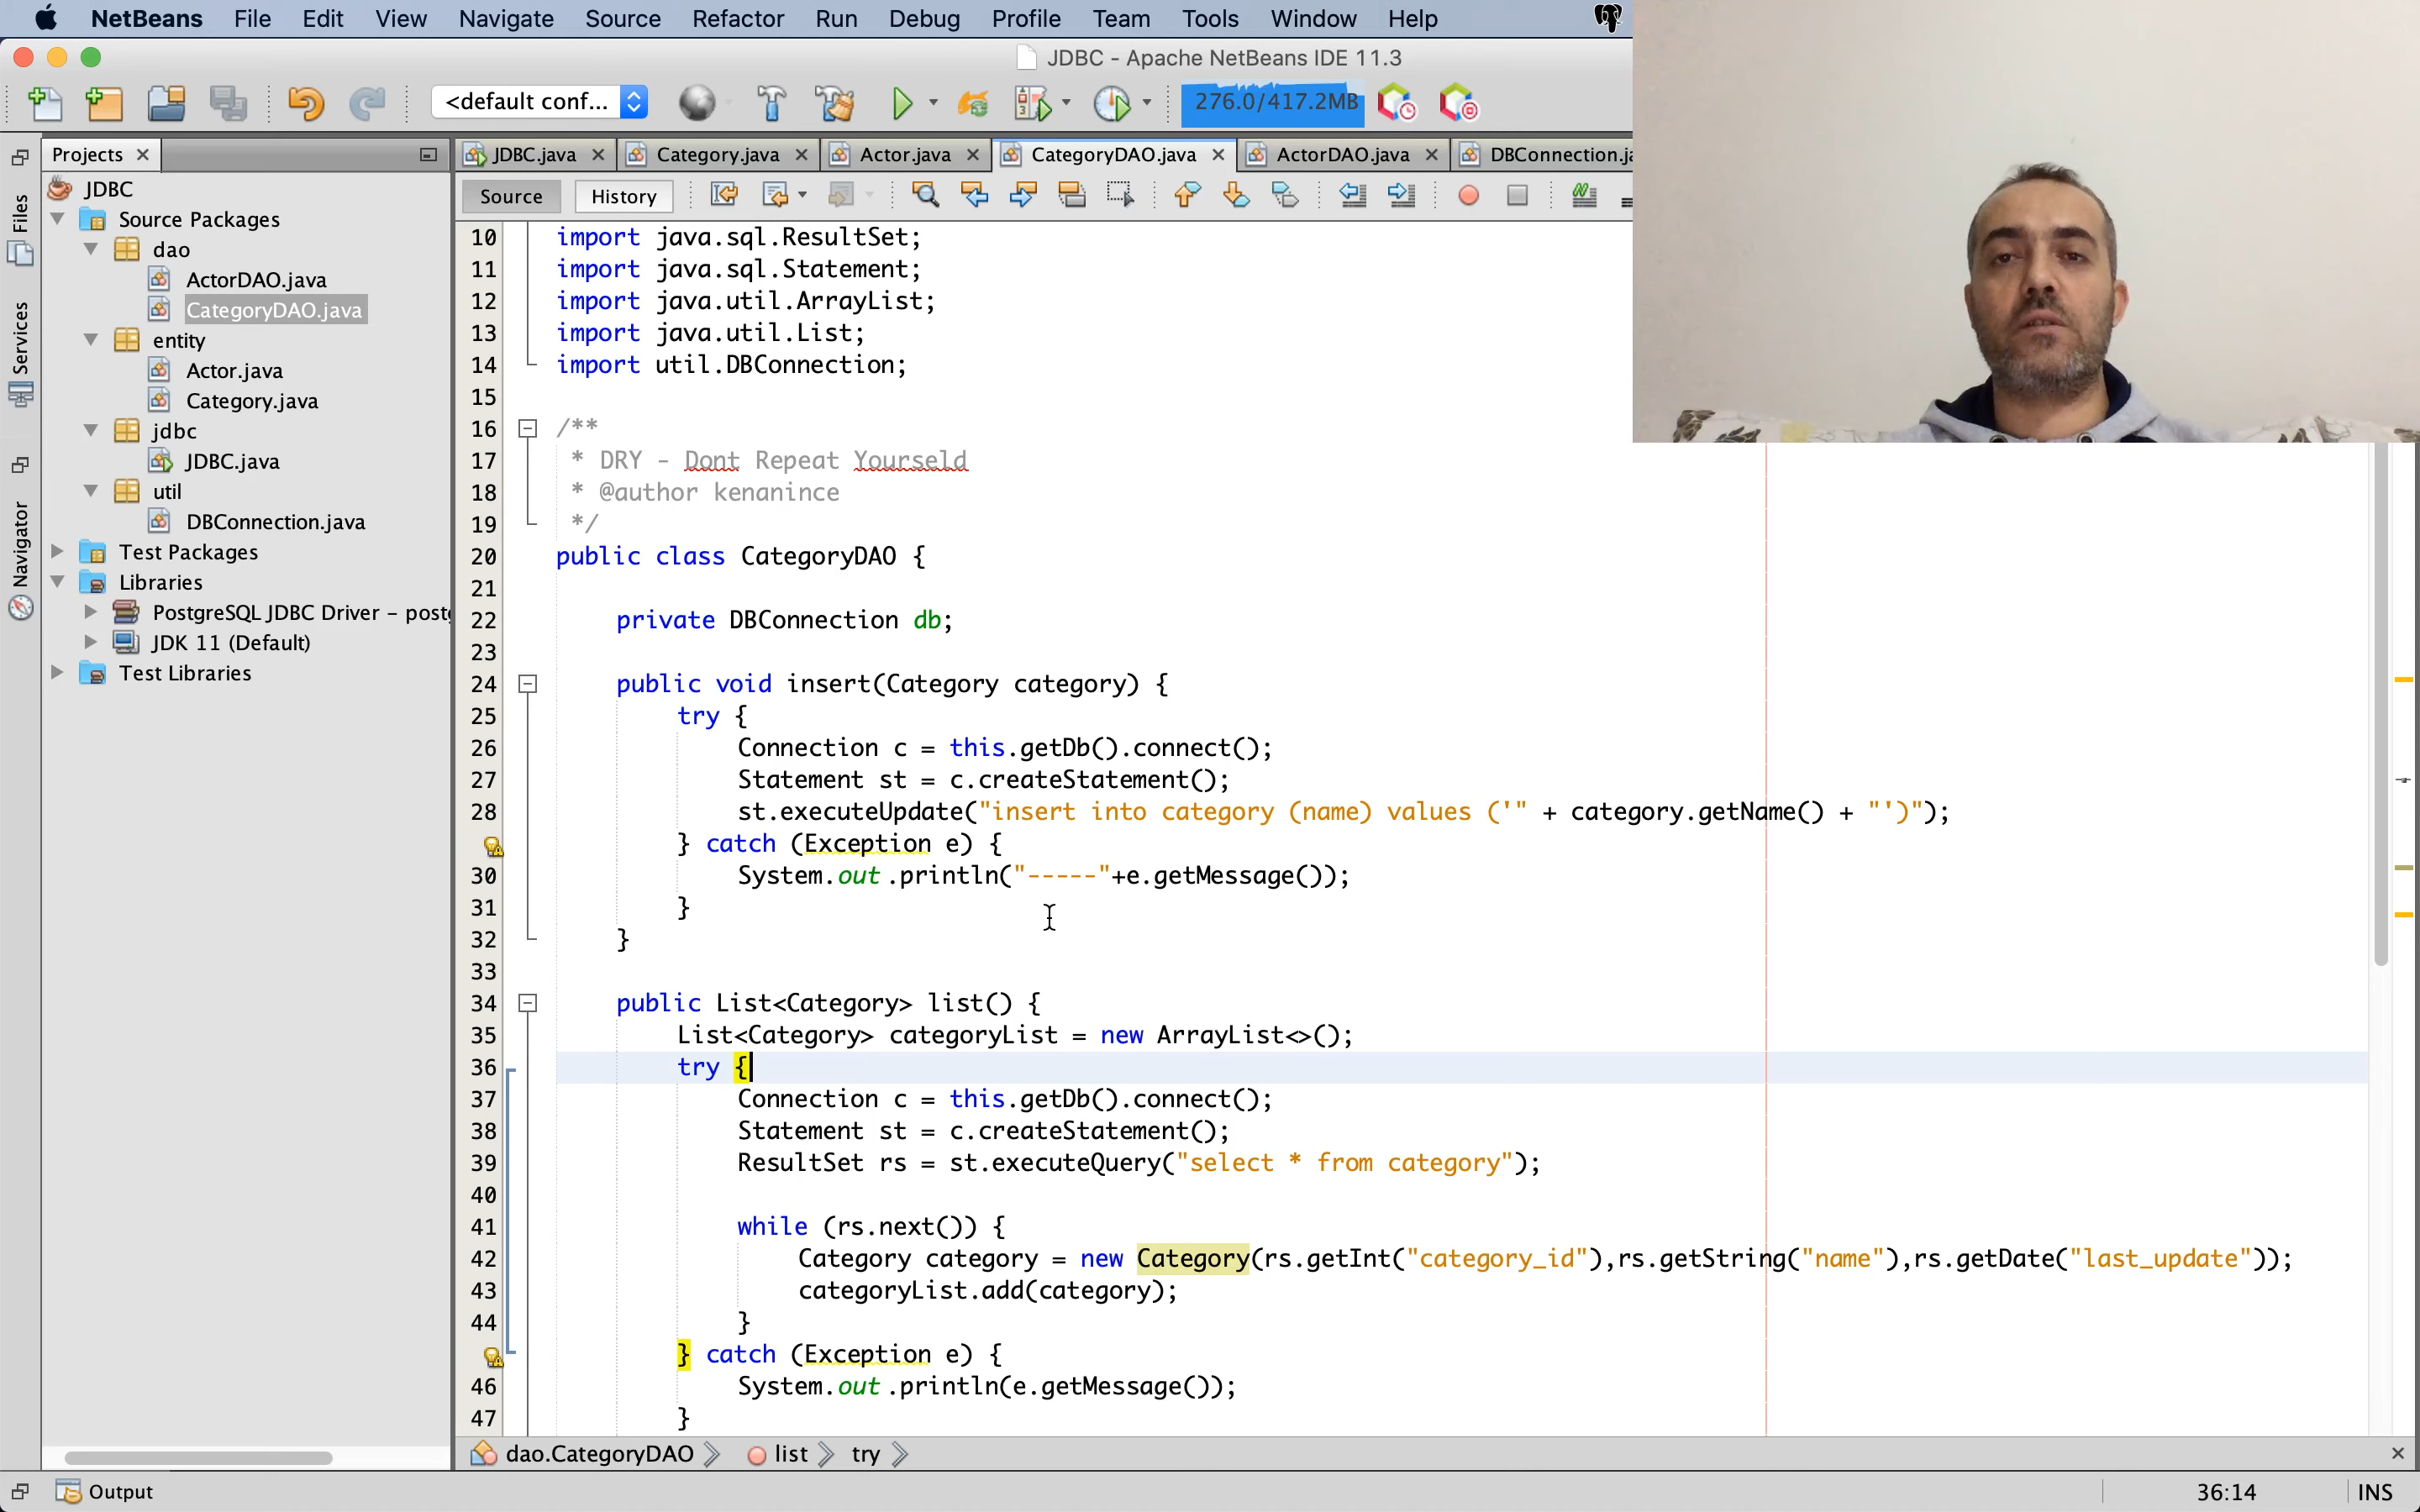 NetBeans File Edit View Navigate Source Refactor Run Debug Profile Team Tools Window Help
JDBC - Apache NetBeans IDE 11.3
<default conf... 276.0/417.2MB
Projects
JDBC.java Category.java Actor.java CategoryDAO.java ActorDAO.java DBConnection.ja
Source History
Files
Services
Navigator
JDBC
Source Packages
dao
ActorDAO.java
CategoryDAO.java
entity
Actor.java
Category.java
jdbc
JDBC.java
util
DBConnection.java
Test Packages
Libraries
PostgreSQL JDBC Driver - postg
JDK 11 (Default)
Test Libraries
10 import java.sql.ResultSet;
11 import java.sql.Statement;
12 import java.util.ArrayList;
13 import java.util.List;
14 import util.DBConnection;
15
16 /**
17 * DRY - Dont Repeat Yourseld
18 * @author kenanince
19 */
20 public class CategoryDAO {
21
22 private DBConnection db;
23
24 public void insert(Category category) {
25 try {
26 Connection c = this.getDb().connect();
27 Statement st = c.createStatement();
28 st.executeUpdate("insert into category (name) values ('" + category.getName() + "')");
} catch (Exception e) {
30 System.out.println("-----"+e.getMessage());
31 }
32 }
33
34 public List<Category> list() {
35 List<Category> categoryList = new ArrayList<>();
36 try {
37 Connection c = this.getDb().connect();
38 Statement st = c.createStatement();
39 ResultSet rs = st.executeQuery("select * from category");
40
41 while (rs.next()) {
42 Category category = new Category(rs.getInt("category_id"),rs.getString("name"),rs.getDate("last_update"));
43 categoryList.add(category);
44 }
} catch (Exception e) {
46 System.out.println(e.getMessage());
47 }
dao.CategoryDAO list try
Output 36:14 INS